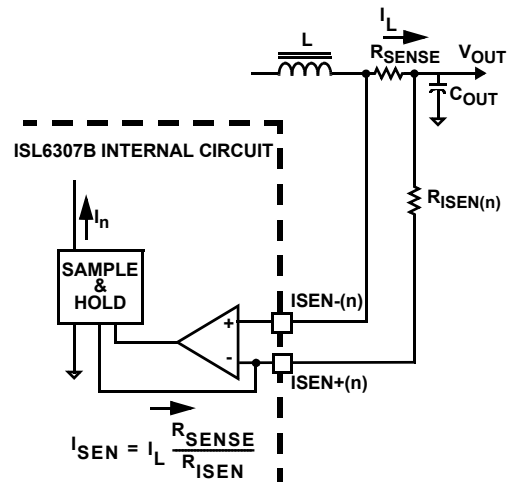 I_L
L
R_SENSE
V_OUT
C_OUT
ISL6307B INTERNAL CIRCUIT
R_ISEN(n)
I_n
SAMPLE
&
HOLD
ISEN-(n)
+
-
ISEN+(n)
I_SEN = I_L R_SENSE / R_ISEN